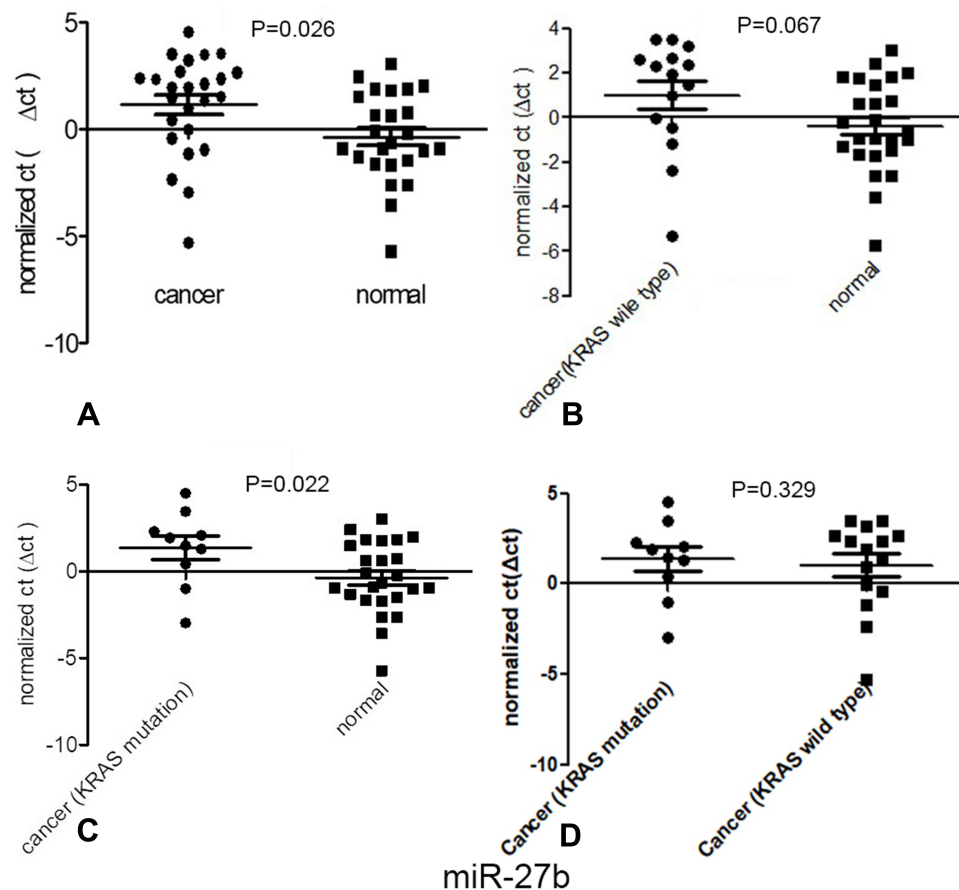 5
0
-5
-10
normalized ct ( Δct )
P=0.026
cancer
normal
A
4
2
0
-2
-4
-6
-8
normalized ct (Δct )
P=0.067
cancer(KRAS wile type)
normal
B
5
0
-5
-10
normalized ct (Δct )
P=0.022
cancer (KRAS mutation)
normal
C
5
0
-5
-10
normalized ct(Δct)
P=0.329
Cancer (KRAS mutation)
Cancer (KRAS wild type)
D
miR-27b